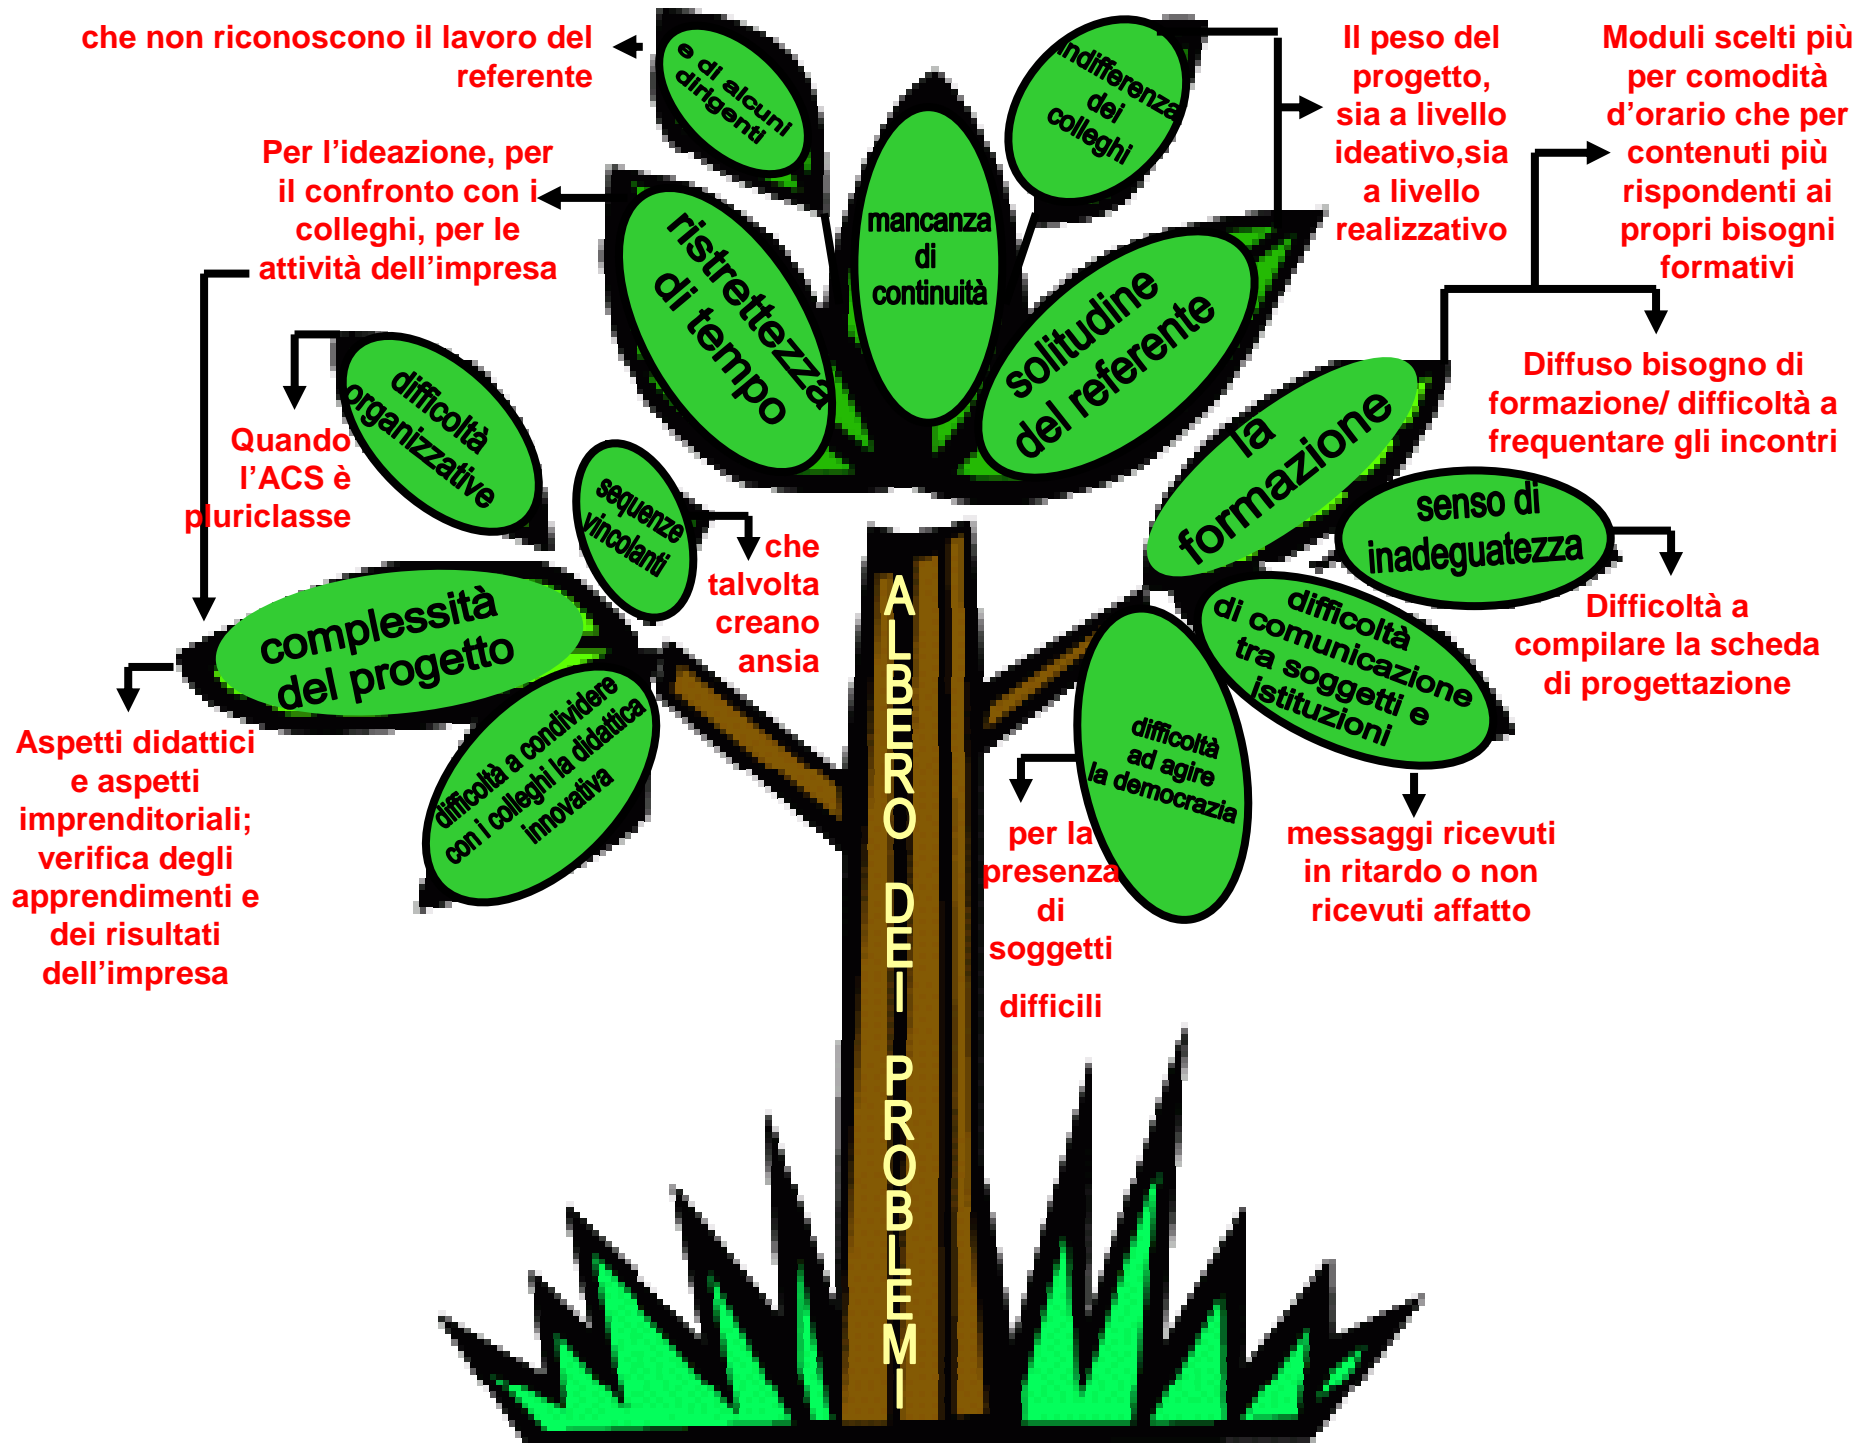 che non riconoscono il lavoro del
referente
e di alcuni
dirigenti
indifferenza
dei
colleghi
Il peso del
progetto,
sia a livello
ideativo,sia
a livello
realizzativo
Moduli scelti più
per comodità
d’orario che per
contenuti più
rispondenti ai
propri bisogni
formativi
Per l’ideazione, per
il confronto con i
colleghi, per le
attività dell’impresa
ristrettezza
di tempo
mancanza
di
continuità
solitudine
del referente
Diffuso bisogno di
formazione/ difficoltà a
frequentare gli incontri
difficoltà
organizzative
Quando
l’ACS è
pluriclasse
sequenze
vincolanti
che
talvolta
creano
ansia
la
formazione
senso di
inadeguatezza
Difficoltà a
compilare la scheda
di progettazione
complessità
del progetto
difficoltà
di comunicazione
tra soggetti e
istituzioni
difficoltà a condividere
con i colleghi la didattica
innovativa
difficoltà
ad agire
la democrazia
Aspetti didattici
e aspetti
imprenditoriali;
verifica degli
apprendimenti e
dei risultati
dell’impresa
per la
presenza
di
soggetti
difficili
messaggi ricevuti
in ritardo o non
ricevuti affatto
ALBERO DEI PROBLEMI